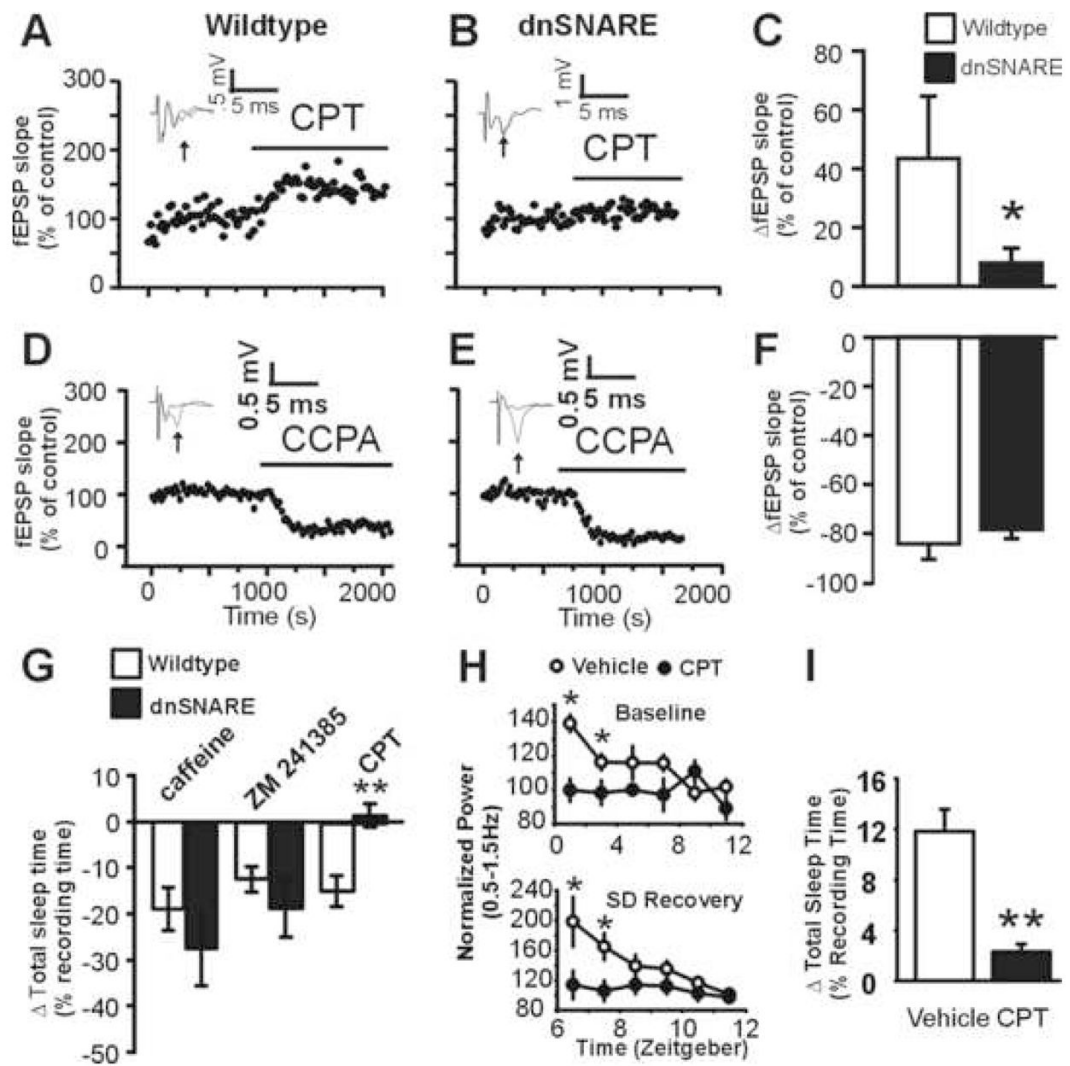 A Wildtype
B dnSNARE
C
Wildtype
dnSNARE
300
200
100
0
fEPSP slope
(% of control)
.5 mV
5 ms
CPT
1 mV
5 ms
CPT
80
60
40
20
0
ΔfEPSP slope
(% of control)
*
D
300
200
100
0
fEPSP slope
(% of control)
0.5 mV
5 ms
CCPA
0 1000 2000
Time (s)
E
0.5 mV
5 ms
CCPA
0 1000 2000
Time (s)
F
0
-20
-40
-60
-80
-100
ΔfEPSP slope
(% of control)
G
Wildtype
dnSNARE
caffeine
ZM 241385
CPT
**
10
0
-10
-20
-30
-40
-50
Δ Total sleep time
(% recording time)
H
Vehicle CPT
Baseline
* *
140
120
100
80
0 4 8 12
Normalized Power
(0.5-1.5Hz)
SD Recovery
* *
240
200
160
120
80
6 8 10 12
Time (Zeitgeber)
I
16
12
8
4
0
Δ Total Sleep Time
(% Recording Time)
**
Vehicle CPT